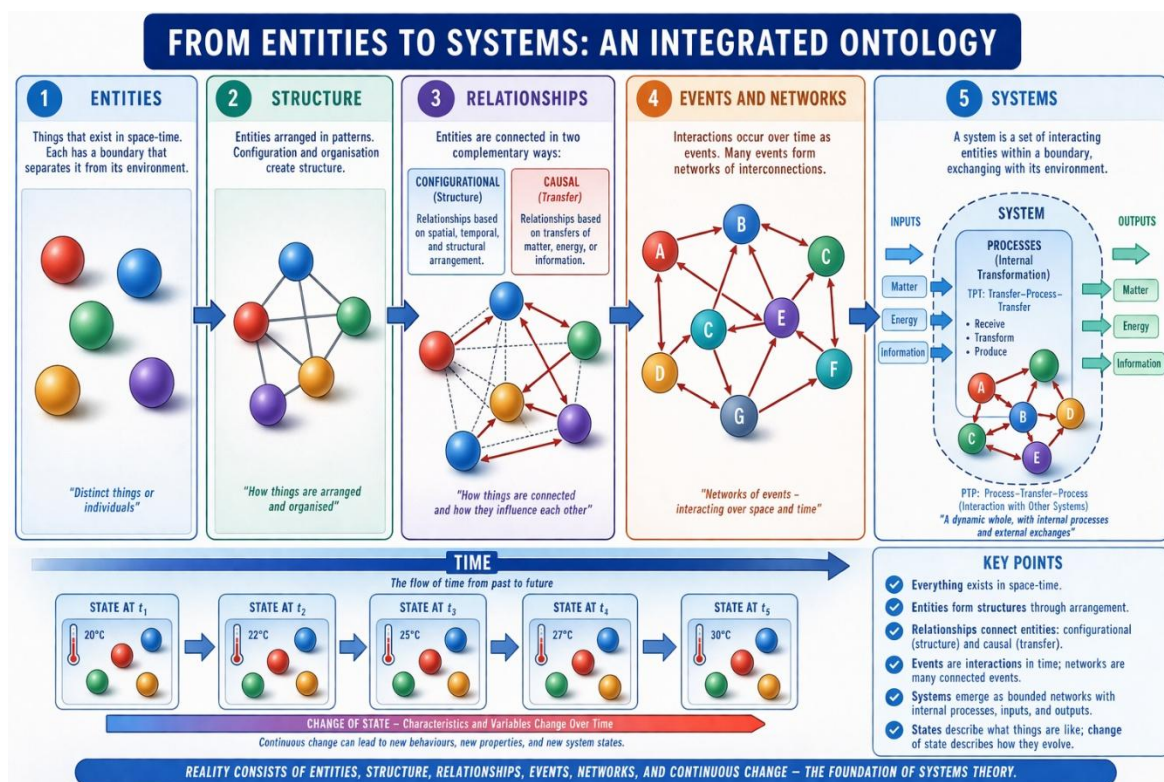 FROM ENTITIES TO SYSTEMS: AN INTEGRATED ONTOLOGY
1 ENTITIES
Things that exist in space-time.
Each has a boundary that
separates it from its environment.
"Distinct things or
individuals"
2 STRUCTURE
Entities arranged in patterns.
Configuration and organisation
create structure.
"How things are arranged
and organised"
3 RELATIONSHIPS
Entities are connected in two
complementary ways:
CONFIGURATIONAL
(Structure)
Relationships based
on spatial, temporal,
and structural
arrangement.
CAUSAL
(Transfer)
Relationships based
on transfers of
matter, energy, or
information.
"How things are connected
and how they influence each other"
4 EVENTS AND NETWORKS
Interactions occur over time as
events. Many events form
networks of interconnections.
B
A
C
C
E
D
F
G
"Networks of events –
interacting over space and time"
5 SYSTEMS
A system is a set of interacting
entities within a boundary,
exchanging with its environment.
INPUTS
Matter
Energy
Information
SYSTEM
PROCESSES
(Internal
Transformation)
TPT: Transfer–Process–
Transfer
• Receive
• Transform
• Produce
A
B
D
C
E
OUTPUTS
Matter
Energy
Information
PTP: Process–Transfer–Process
(Interaction with Other Systems)
"A dynamic whole, with internal processes
and external exchanges"
TIME
The flow of time from past to future
STATE AT t1
20°C
STATE AT t2
22°C
STATE AT t3
25°C
STATE AT t4
27°C
STATE AT t5
30°C
CHANGE OF STATE – Characteristics and Variables Change Over Time
Continuous change can lead to new behaviours, new properties, and new system states.
KEY POINTS
Everything exists in space-time.
Entities form structures through arrangement.
Relationships connect entities: configurational
(structure) and causal (transfer).
Events are interactions in time; networks are
many connected events.
Systems emerge as bounded networks with
internal processes, inputs, and outputs.
States describe what things are like; change
of state describes how they evolve.
REALITY CONSISTS OF ENTITIES, STRUCTURE, RELATIONSHIPS, EVENTS, NETWORKS, AND CONTINUOUS CHANGE – THE FOUNDATION OF SYSTEMS THEORY.